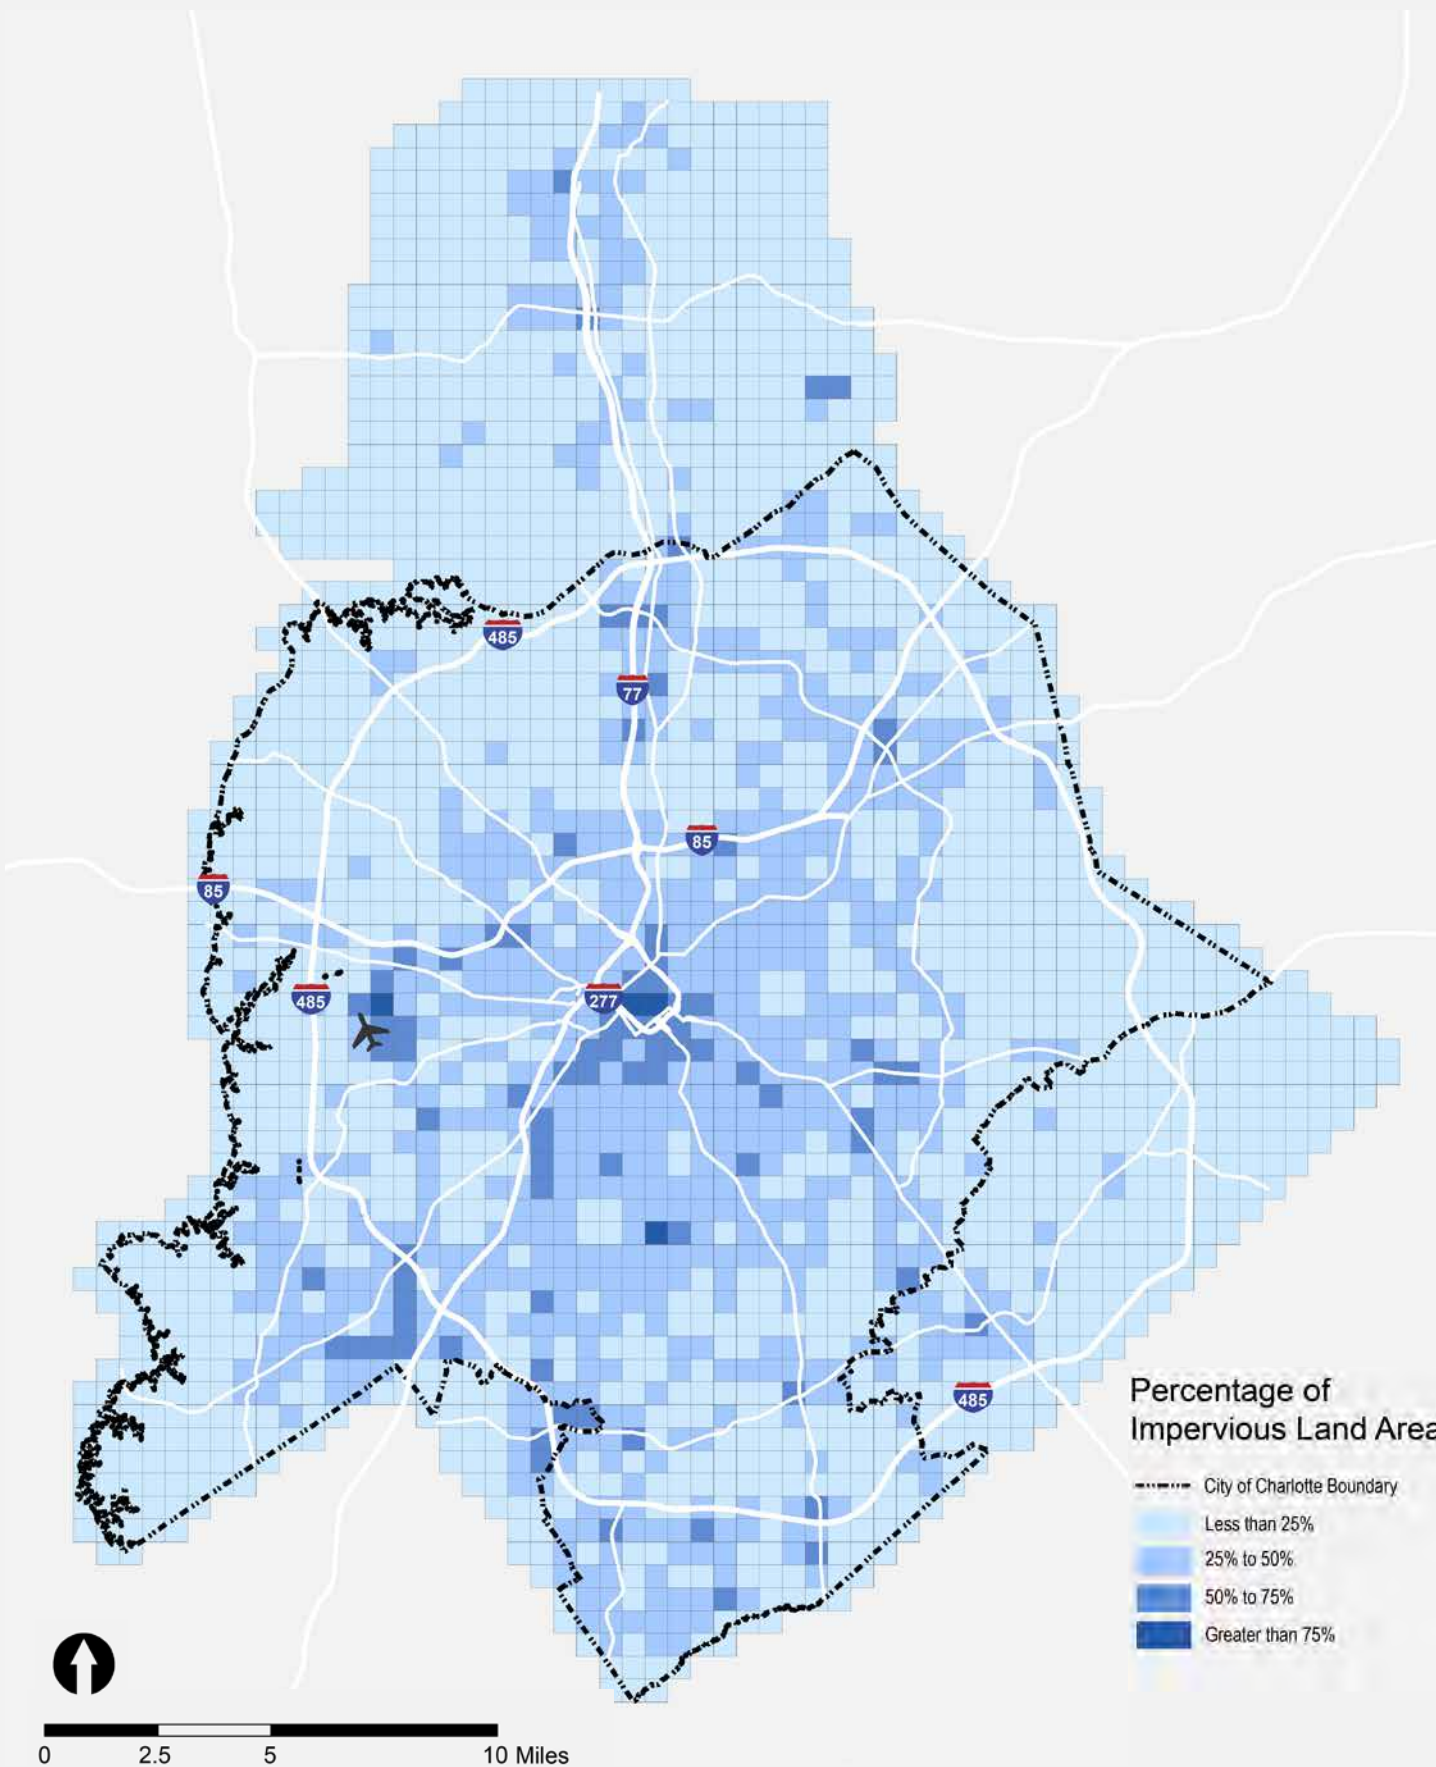 485
77
85
85
485
277
485
Percentage of
Impervious Land Area
City of Charlotte Boundary
Less than 25%
25% to 50%
50% to 75%
Greater than 75%
0 2.5 5 10 Miles